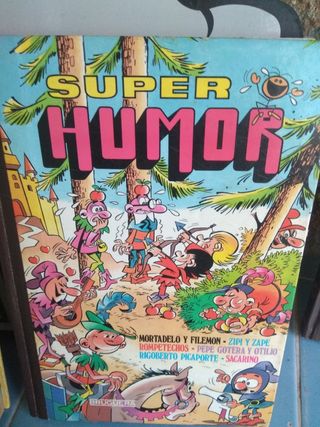 SUPER
HUMOR
MORTADELO Y FILEMON - ZIPI Y ZAPE
ROMPETECHOS - PEPE GOTERA Y OTILIO
RIGOBERTO PICAPORTE - SACARINO
BRUGUERA